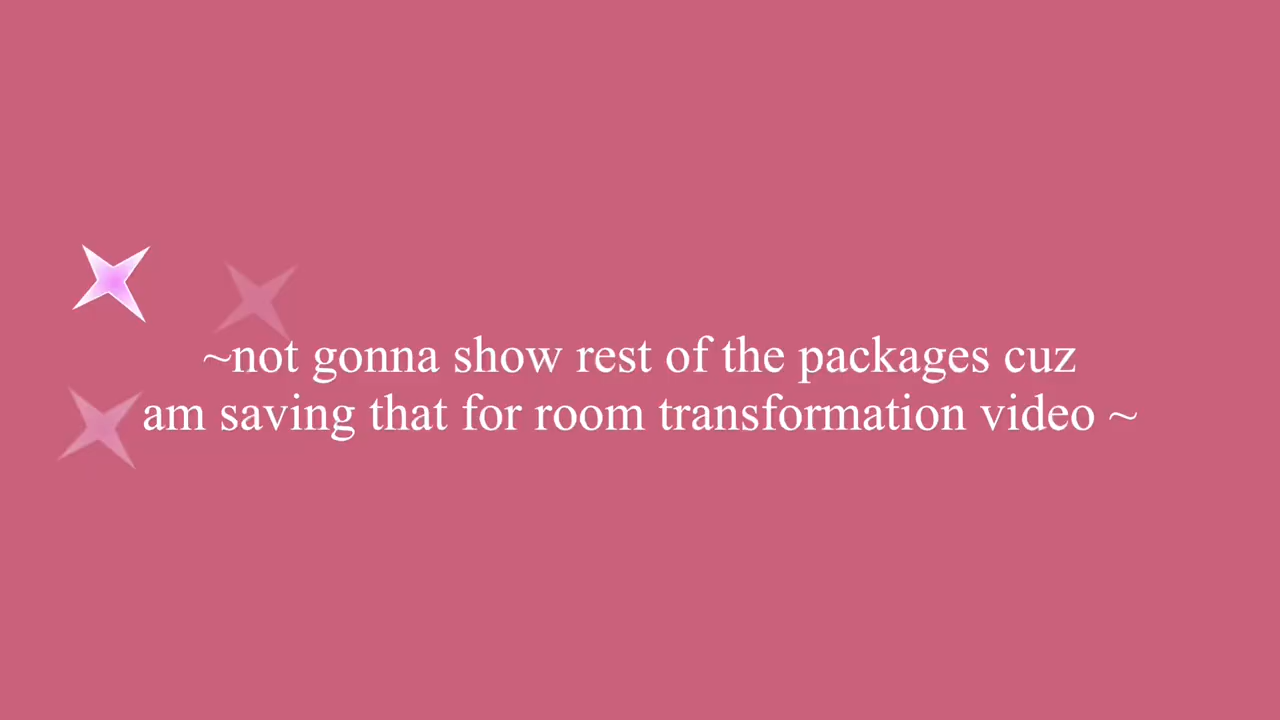 ~not gonna show rest of the packages cuz
am saving that for room transformation video ~